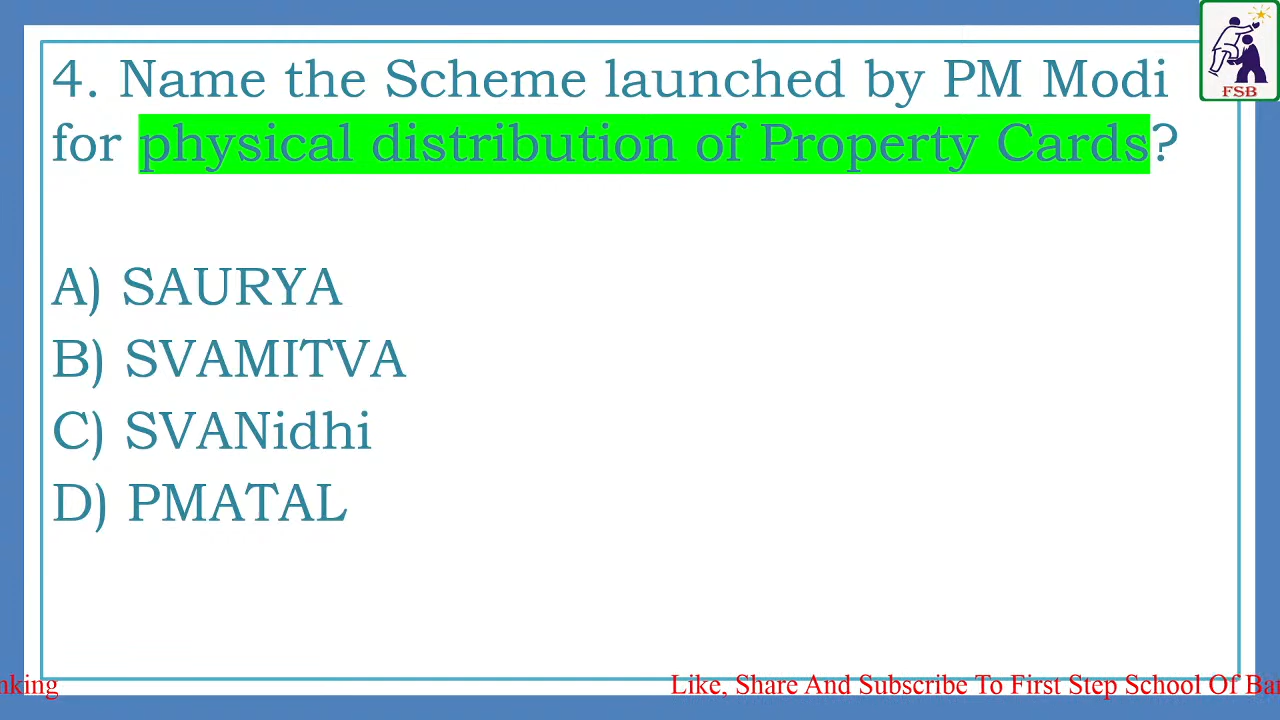 4. Name the Scheme launched by PM Modi
for physical distribution of Property Cards?
A) SAURYA
B) SVAMITVA
C) SVANidhi
D) PMATAL
FSB
nking
Like, Share And Subscribe To First Step School Of Ban